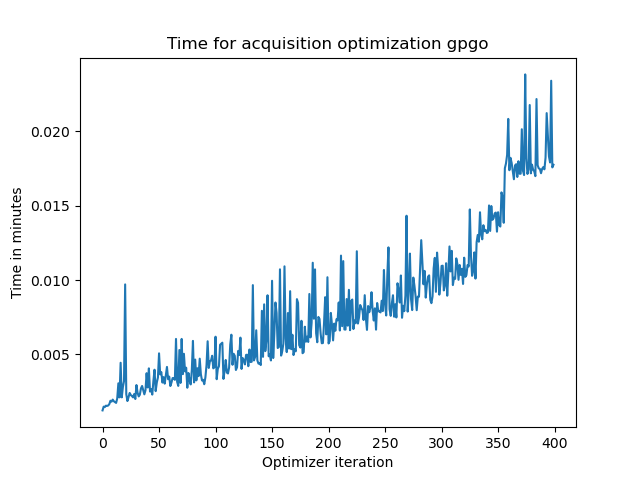 Time for acquisition optimization gpgo
0.020
0.015
0.010
0.005
Time in minutes
0 50 100 150 200 250 300 350 400
Optimizer iteration